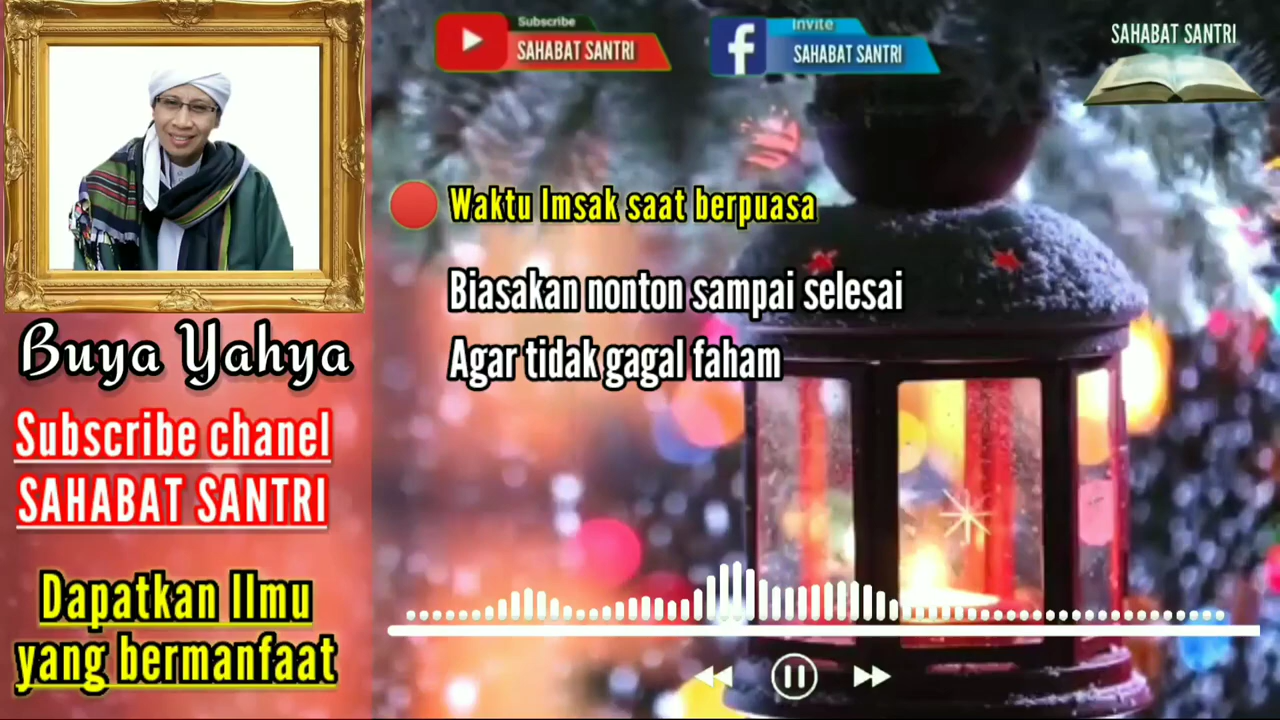 Buya Yahya
Subscribe chanel
SAHABAT SANTRI
Dapatkan Ilmu
yang bermanfaat
Subscribe
SAHABAT SANTRI
Invite
SAHABAT SANTRI
SAHABAT SANTRI
Waktu Imsak saat berpuasa
Biasakan nonton sampai selesai
Agar tidak gagal faham